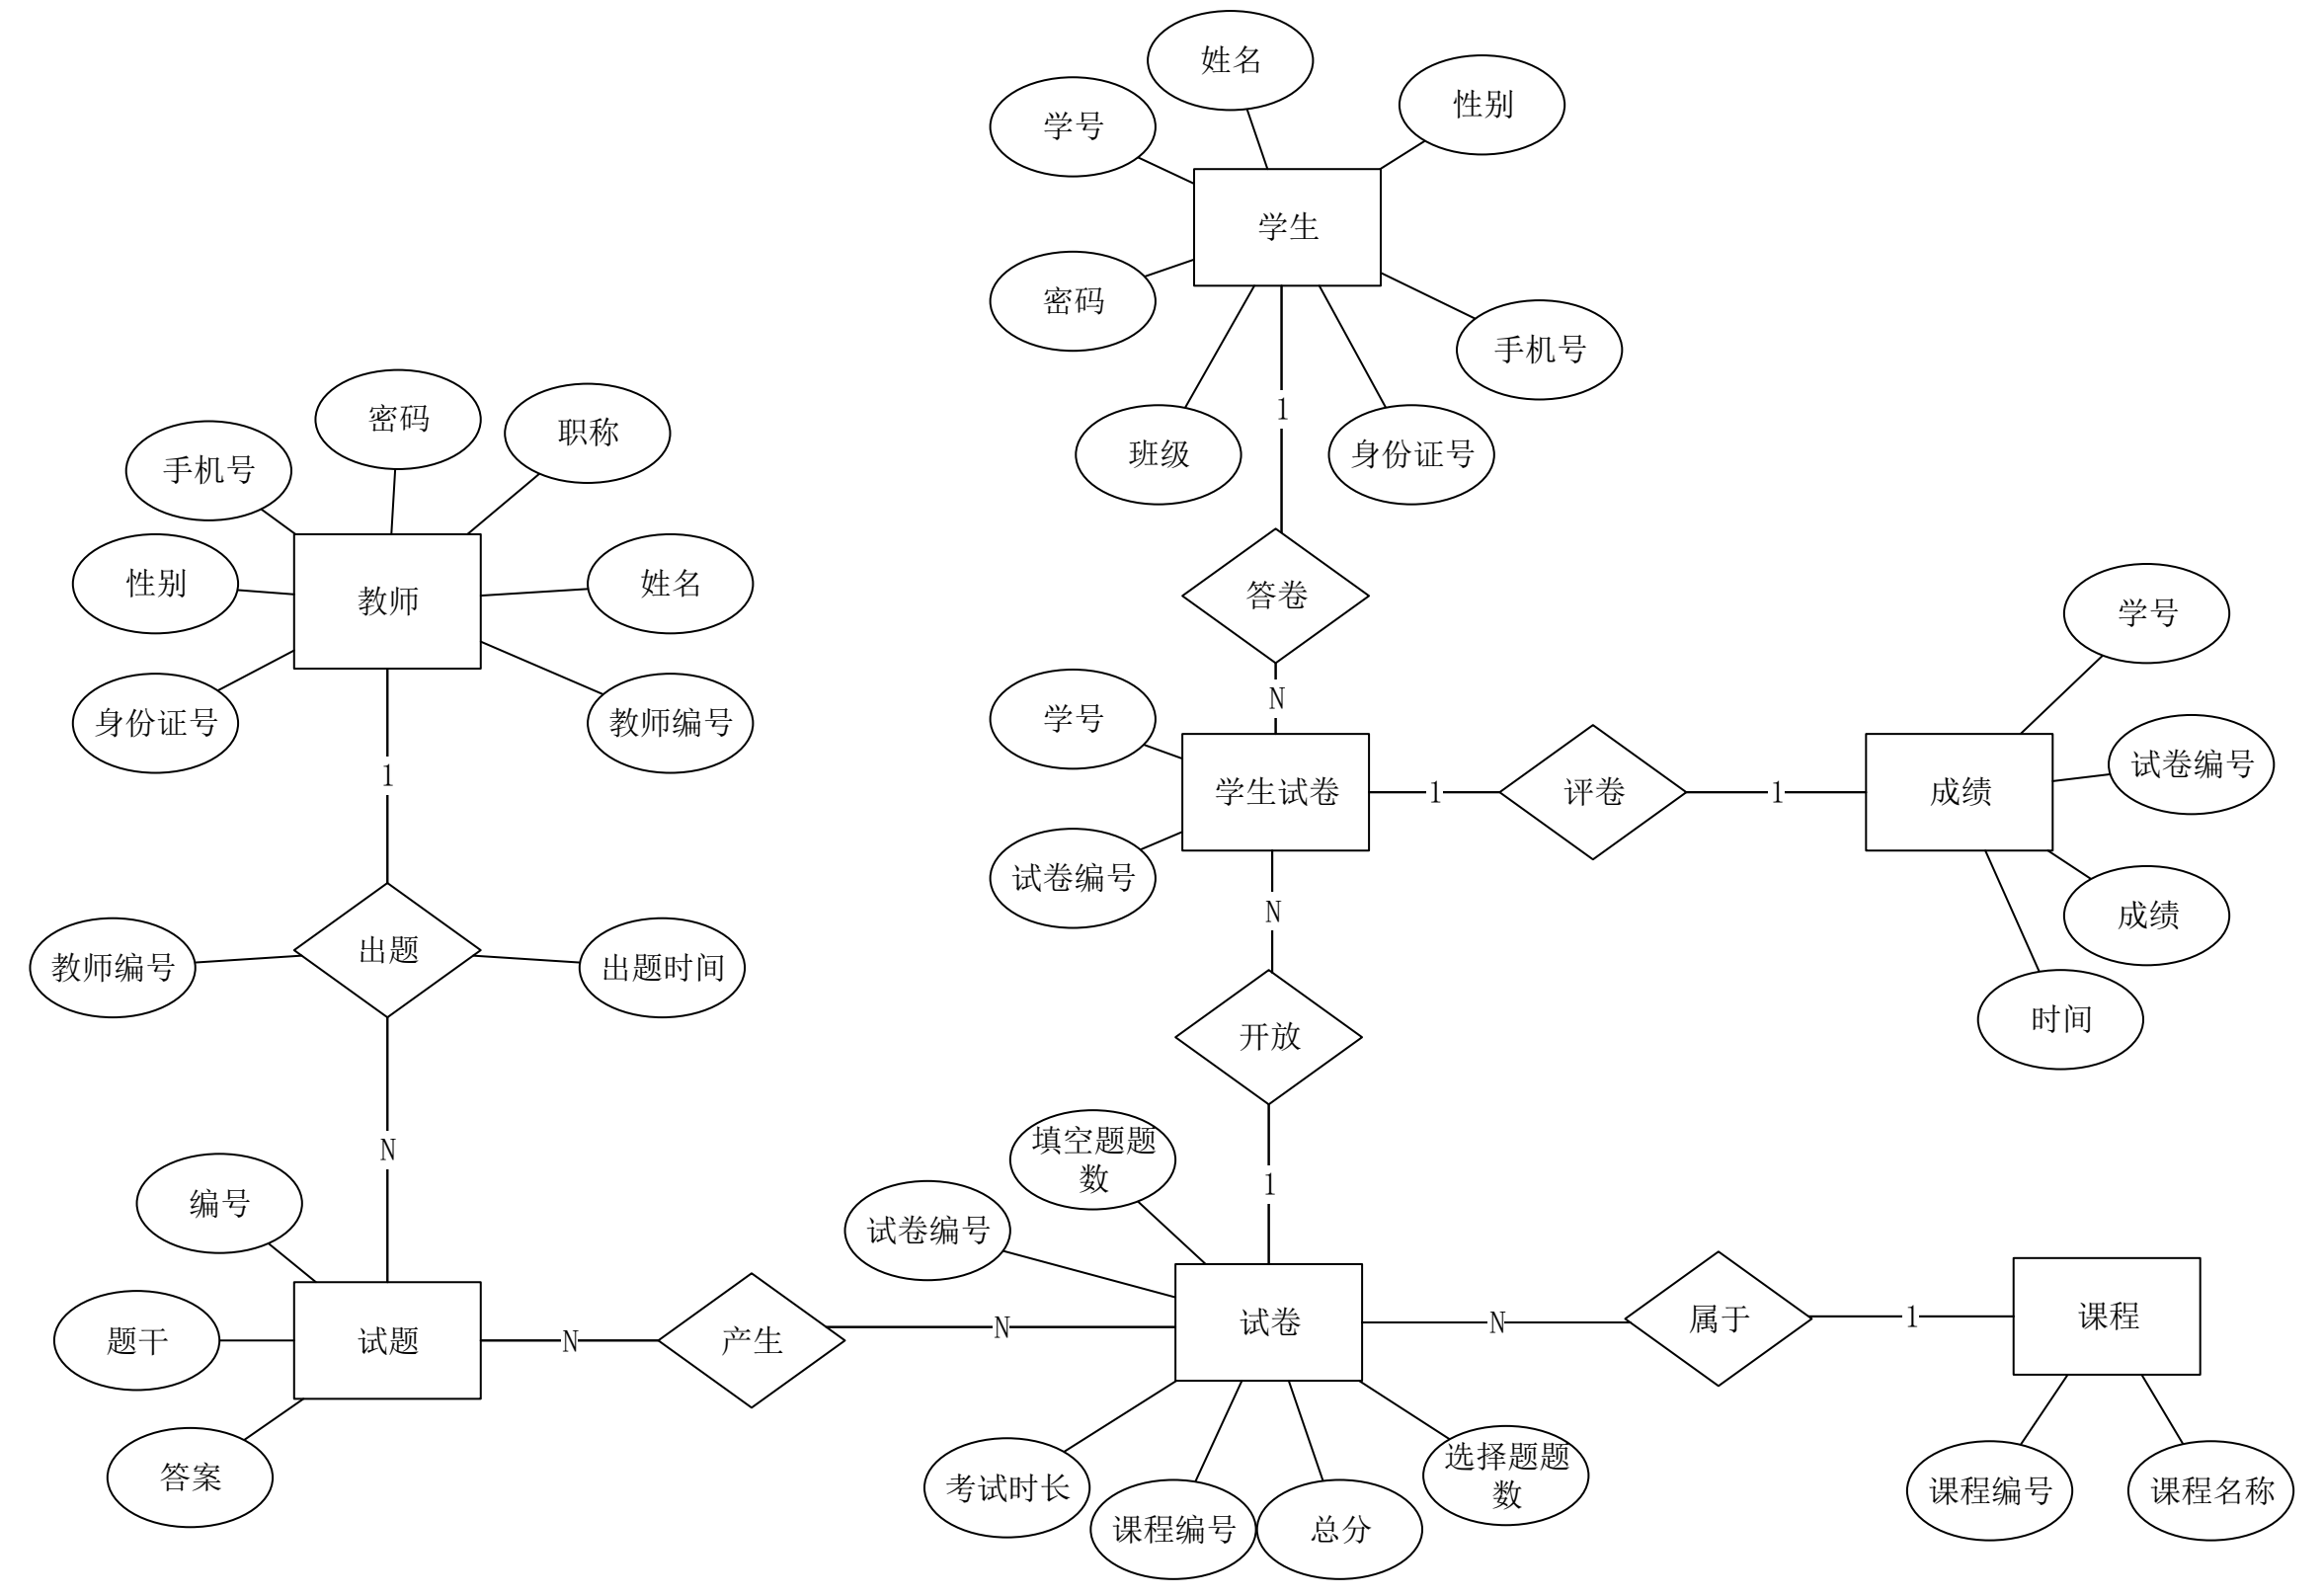 姓名
性别
学号
学生
密码
手机号
1
班级
身份证号
密码
职称
手机号
性别
教师
姓名
身份证号
教师编号
1
答卷
N
学号
学生试卷
1
评卷
1
成绩
学号
试卷编号
成绩
时间
试卷编号
N
教师编号
出题
出题时间
开放
N
1
填空题题
数
编号
试卷编号
题干
试题
N
产生
N
试卷
N
属于
1
课程
答案
考试时长
课程编号
总分
选择题题
数
课程编号
课程名称